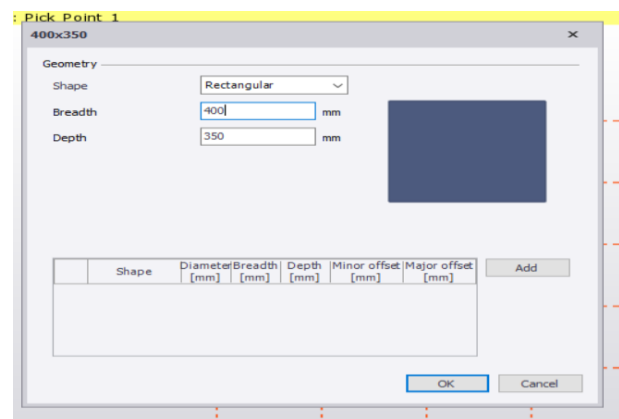 : Pick Point 1
400x350
Geometry
Shape Rectangular
Breadth 400 mm
Depth 350 mm
Shape Diameter [mm] Breadth [mm] Depth [mm] Minor offset [mm] Major offset [mm] Add
OK Cancel